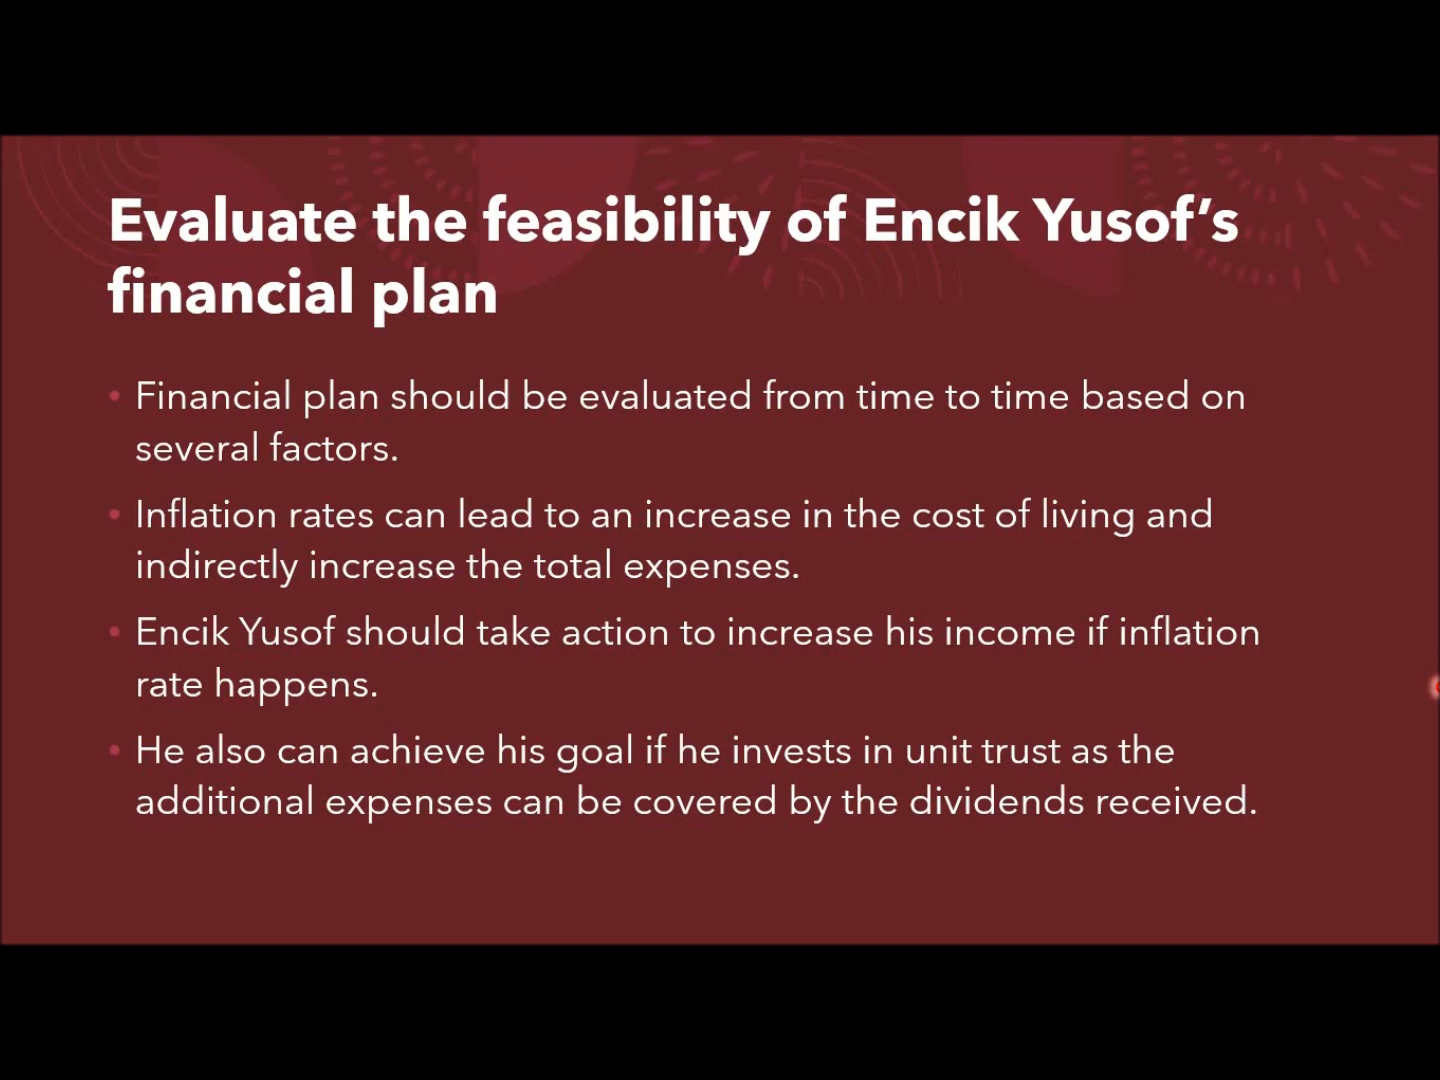 Evaluate the feasibility of Encik Yusof’s
financial plan
• Financial plan should be evaluated from time to time based on
several factors.
• Inflation rates can lead to an increase in the cost of living and
indirectly increase the total expenses.
• Encik Yusof should take action to increase his income if inflation
rate happens.
• He also can achieve his goal if he invests in unit trust as the
additional expenses can be covered by the dividends received.